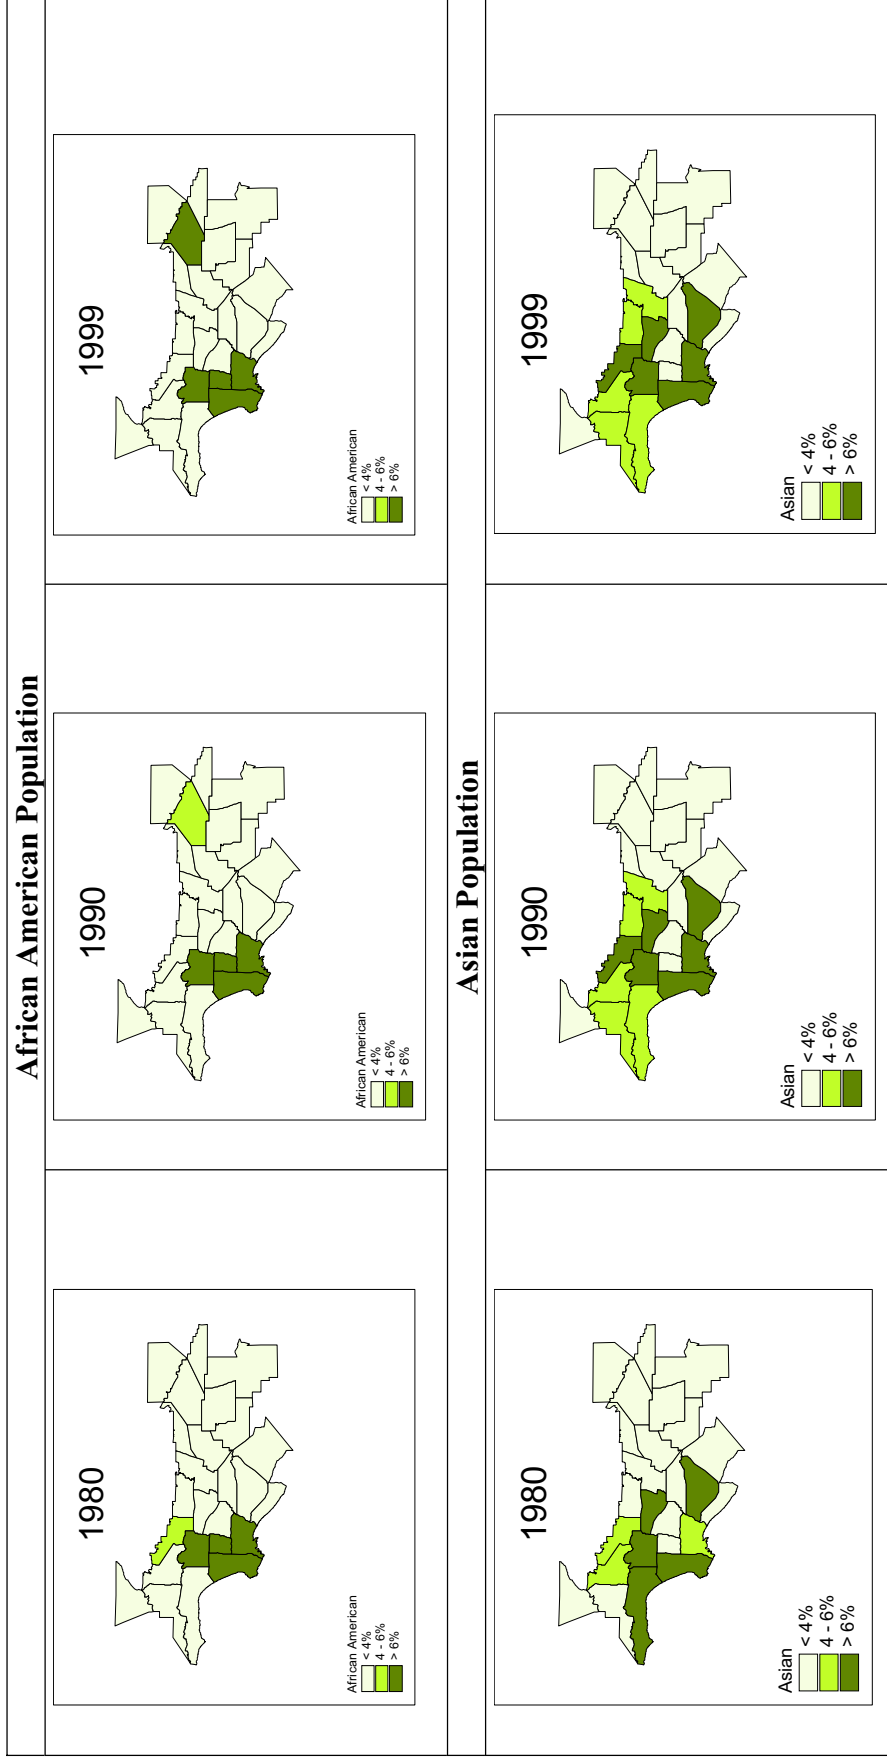 African American Population
1980
African American
< 4%
4 - 6%
> 6%
1990
African American
< 4%
4 - 6%
> 6%
1999
African American
< 4%
4 - 6%
> 6%
Asian Population
1980
Asian
< 4%
4 - 6%
> 6%
1990
Asian
< 4%
4 - 6%
> 6%
1999
Asian
< 4%
4 - 6%
> 6%